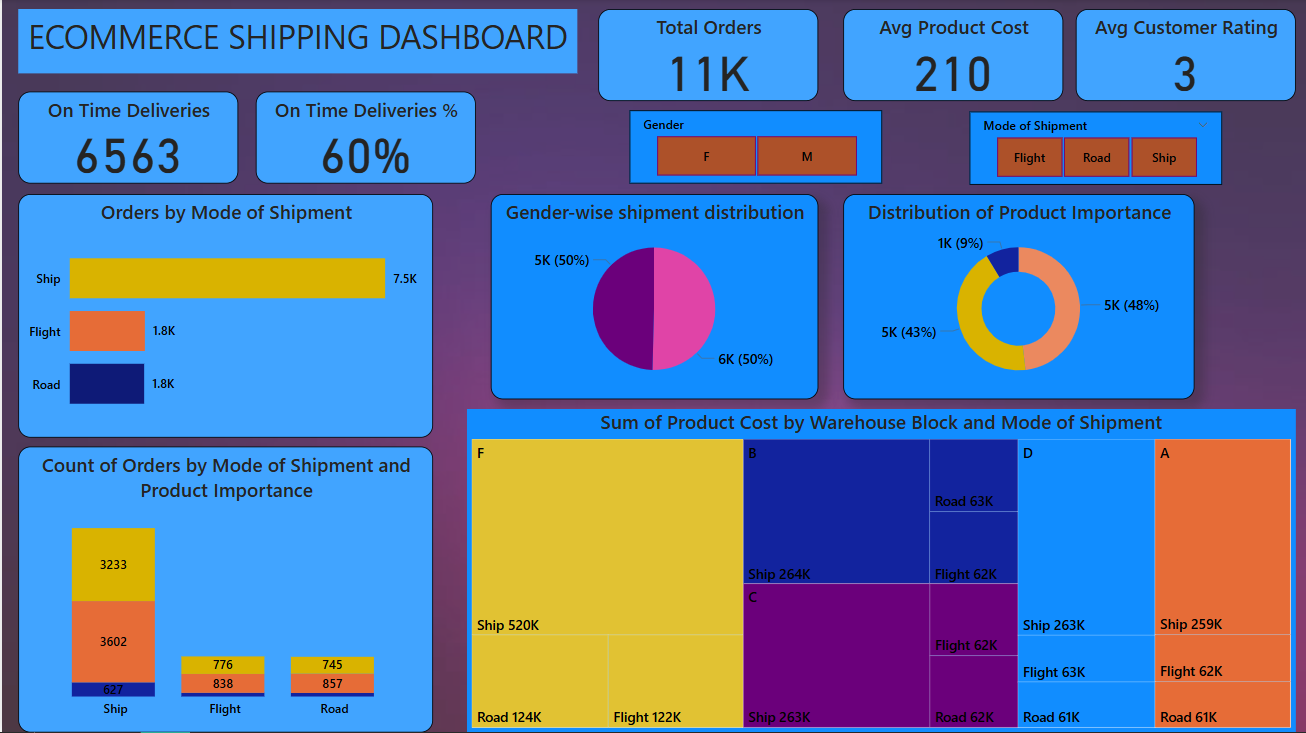 ECOMMERCE SHIPPING DASHBOARD
Total Orders
11K
Avg Product Cost
210
Avg Customer Rating
3
On Time Deliveries
6563
On Time Deliveries %
60%
Gender
F
M
Mode of Shipment
Flight
Road
Ship
Orders by Mode of Shipment
Ship
7.5K
Flight
1.8K
Road
1.8K
Gender-wise shipment distribution
5K (50%)
6K (50%)
Distribution of Product Importance
1K (9%)
5K (48%)
5K (43%)
Count of Orders by Mode of Shipment and
Product Importance
3233
3602
627
776
838
745
857
Ship
Flight
Road
Sum of Product Cost by Warehouse Block and Mode of Shipment
F
Ship 520K
Road 124K
Flight 122K
B
Ship 264K
Road 63K
Flight 62K
C
Ship 263K
Flight 62K
Road 62K
D
Ship 263K
Flight 63K
Road 61K
A
Ship 259K
Flight 62K
Road 61K